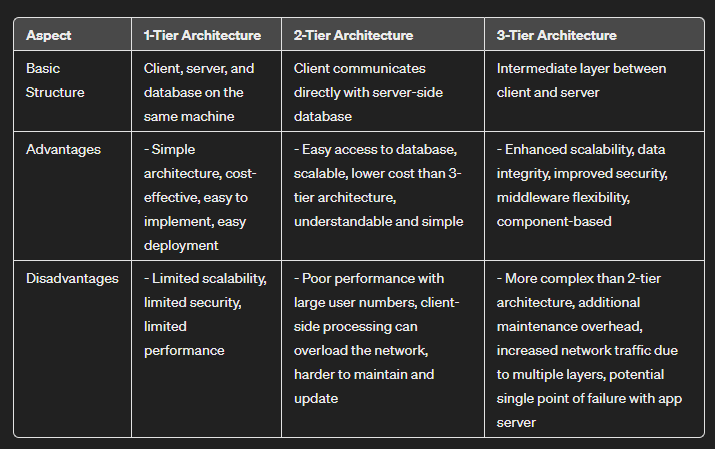 Aspect
1-Tier Architecture
2-Tier Architecture
3-Tier Architecture
Basic
Structure
Client, server, and
database on the
same machine
Client communicates
directly with server-side
database
Intermediate layer between
client and server
Advantages
- Simple
architecture, cost-
effective, easy to
implement, easy
deployment
- Easy access to database,
scalable, lower cost than 3-
tier architecture,
understandable and simple
- Enhanced scalability, data
integrity, improved security,
middleware flexibility,
component-based
Disadvantages
- Limited scalability,
limited security,
limited
performance
- Poor performance with
large user numbers, client-
side processing can
overload the network,
harder to maintain and
update
- More complex than 2-tier
architecture, additional
maintenance overhead,
increased network traffic due
to multiple layers, potential
single point of failure with app
server